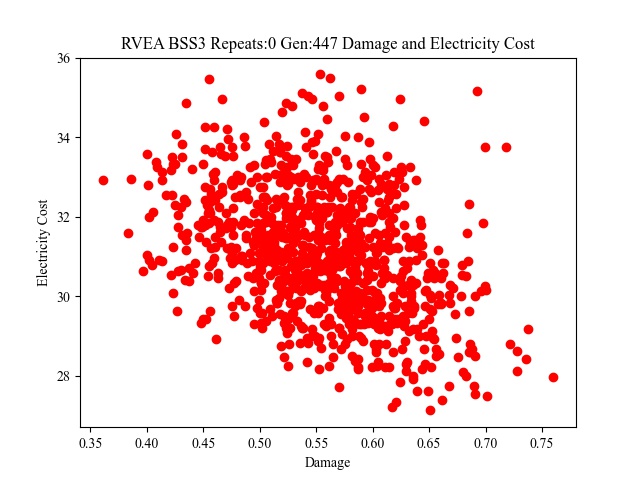 RVEA BSS3 Repeats:0 Gen:447 Damage and Electricity Cost
36
34
32
30
28
Electricity Cost
0.35 0.40 0.45 0.50 0.55 0.60 0.65 0.70 0.75
Damage